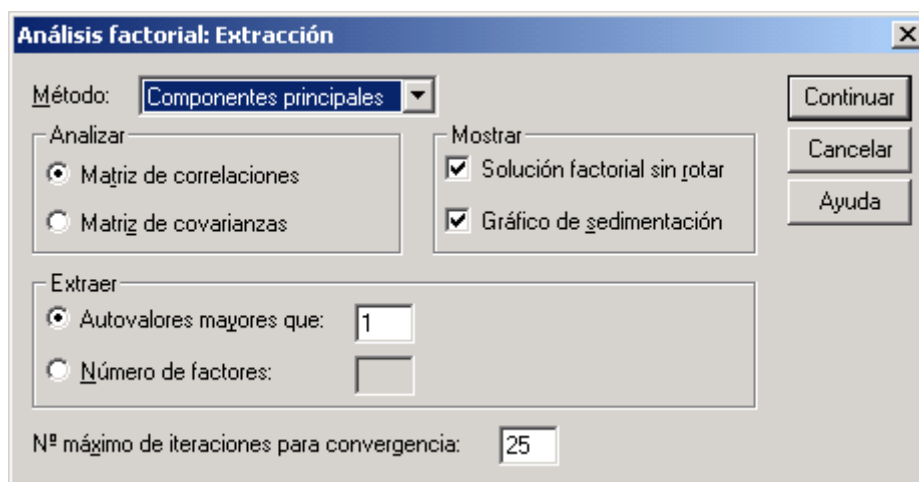 Análisis factorial: Extracción
Método: Componentes principales
Continuar
Analizar
Mostrar
Cancelar
Matriz de correlaciones
Solución factorial sin rotar
Ayuda
Matriz de covarianzas
Gráfico de sedimentación
Extraer
Autovalores mayores que: 1
Número de factores:
Nº máximo de iteraciones para convergencia: 25